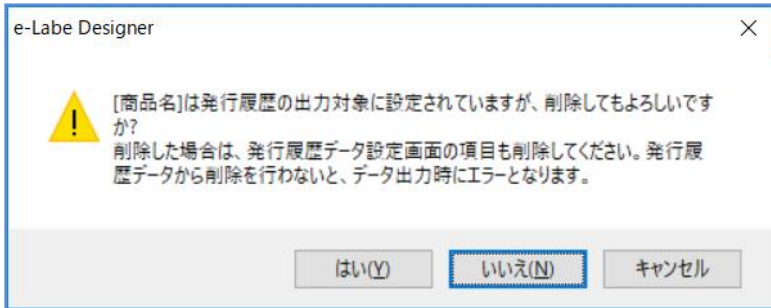 e-Labe Designer
[商品名]は発行履歴の出力対象に設定されていますが、削除してもよろしいです
か?
削除した場合は、発行履歴データ設定画面の項目も削除してください。発行履
歴データから削除を行わないと、データ出力時にエラーとなります。
はい(Y) いいえ(N) キャンセル